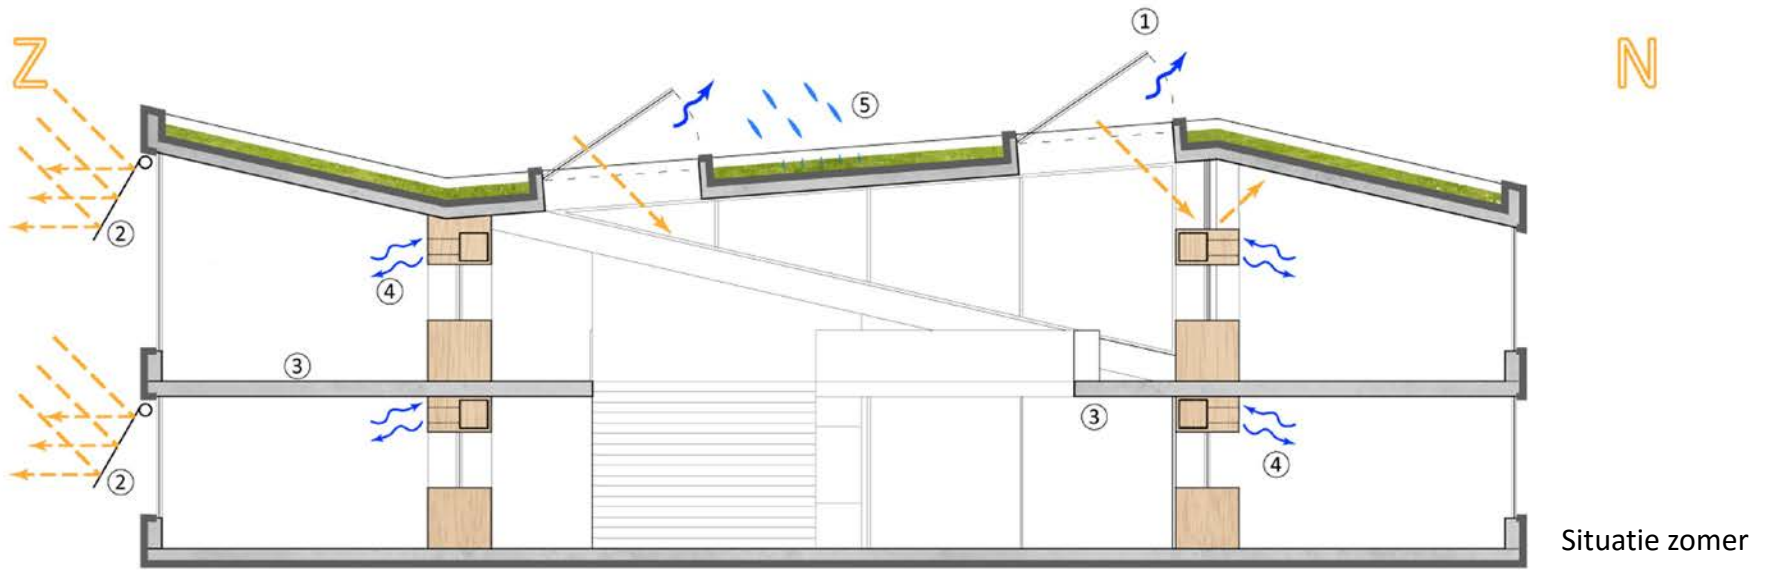 ①
Z
N
⑤
②
④
③
③
②
④
Situatie zomer